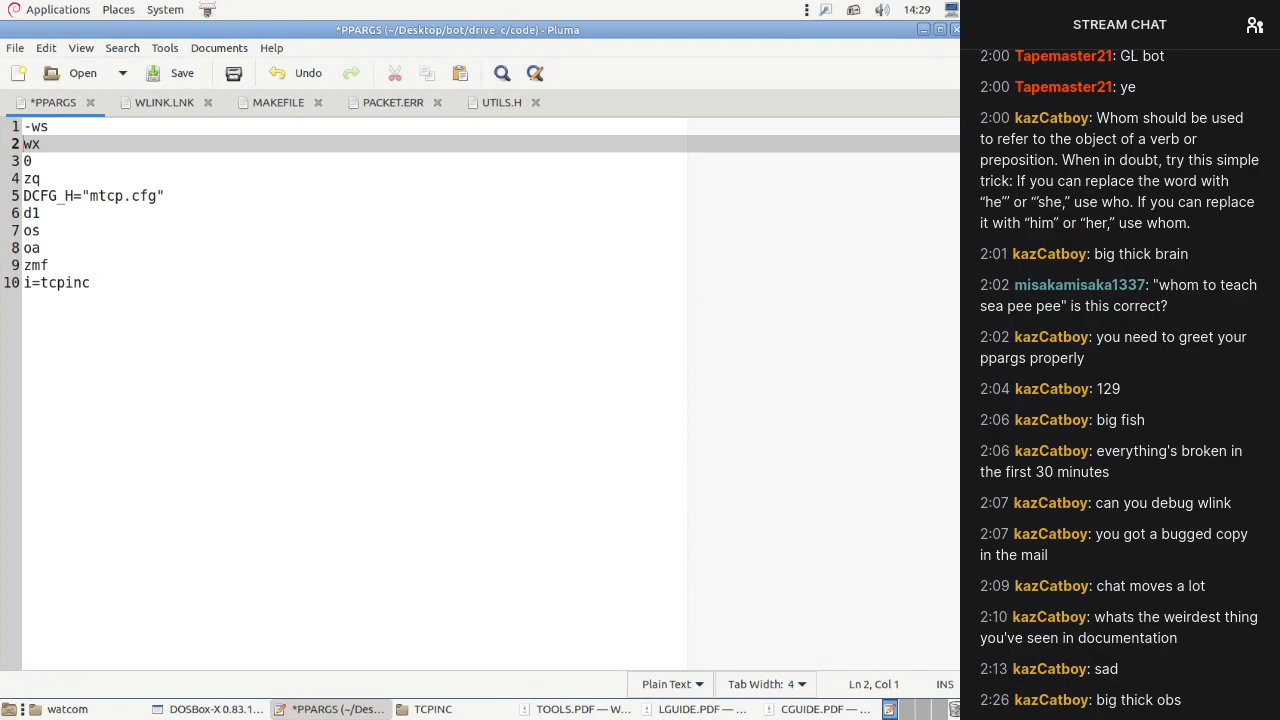 Applications Places System
14:29
*PPARGS (~/Desktop/bot/drive_c/code) - Pluma
File Edit View Search Tools Documents Help
Open Save Undo
*PPARGS WLINK.LNK MAKEFILE PACKET.ERR UTILS.H
1 -ws
2 wx
3 0
4 zq
5 DCFG_H="mtcp.cfg"
6 d1
7 os
8 oa
9 zmf
10 i=tcpinc
Plain Text Tab Width: 4 Ln 2, Col 1 INS
watcom DOSBox-X 0.83.1... *PPARGS (~/Des... TCPINC TOOLS.PDF — W... LGUIDE.PDF — ... CGUIDE.PDF — ...
STREAM CHAT
2:00 Tapemaster21: GL bot
2:00 Tapemaster21: ye
2:00 kazCatboy: Whom should be used
to refer to the object of a verb or
preposition. When in doubt, try this simple
trick: If you can replace the word with
“he”’ or “’she,” use who. If you can replace
it with “him” or “her,” use whom.
2:01 kazCatboy: big thick brain
2:02 misakamisaka1337: "whom to teach
sea pee pee" is this correct?
2:02 kazCatboy: you need to greet your
ppargs properly
2:04 kazCatboy: 129
2:06 kazCatboy: big fish
2:06 kazCatboy: everything's broken in
the first 30 minutes
2:07 kazCatboy: can you debug wlink
2:07 kazCatboy: you got a bugged copy
in the mail
2:09 kazCatboy: chat moves a lot
2:10 kazCatboy: whats the weirdest thing
you've seen in documentation
2:13 kazCatboy: sad
2:26 kazCatboy: big thick obs